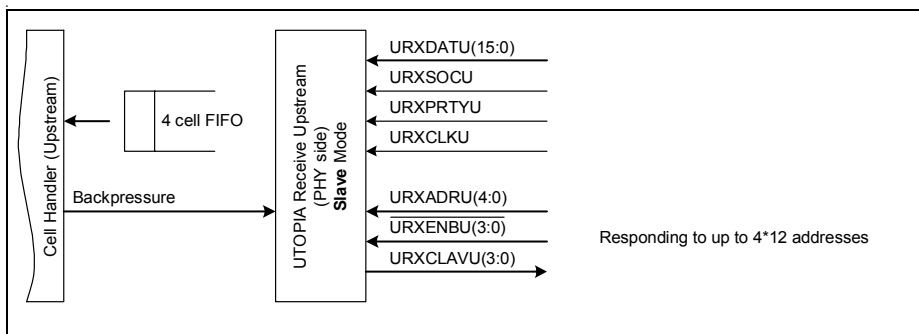 Cell Handler (Upstream)
4 cell FIFO
Backpressure
UTOPIA Receive Upstream
(PHY side)
Slave Mode
URXDATU(15:0)
URXSOCU
URXPRTYU
URXCLKU
URXADRU(4:0)
URXENBU(3:0)
URXCLAVU(3:0)
Responding to up to 4*12 addresses